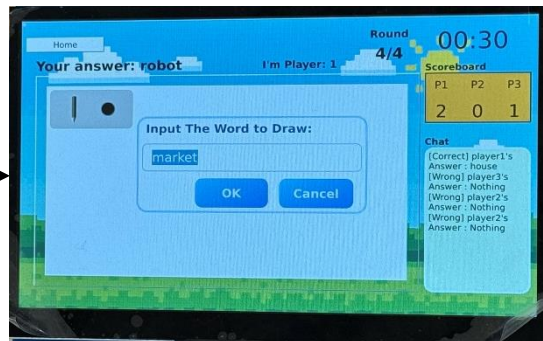 Home
Round
4/4
00:30
Your answer: robot
I'm Player: 1
Scoreboard
P1 P2 P3
2 0 1
Input The Word to Draw:
market
OK Cancel
Chat
[Correct] player1's
Answer : house
[Wrong] player3's
Answer : Nothing
[Wrong] player2's
Answer : Nothing
[Wrong] player2's
Answer : Nothing